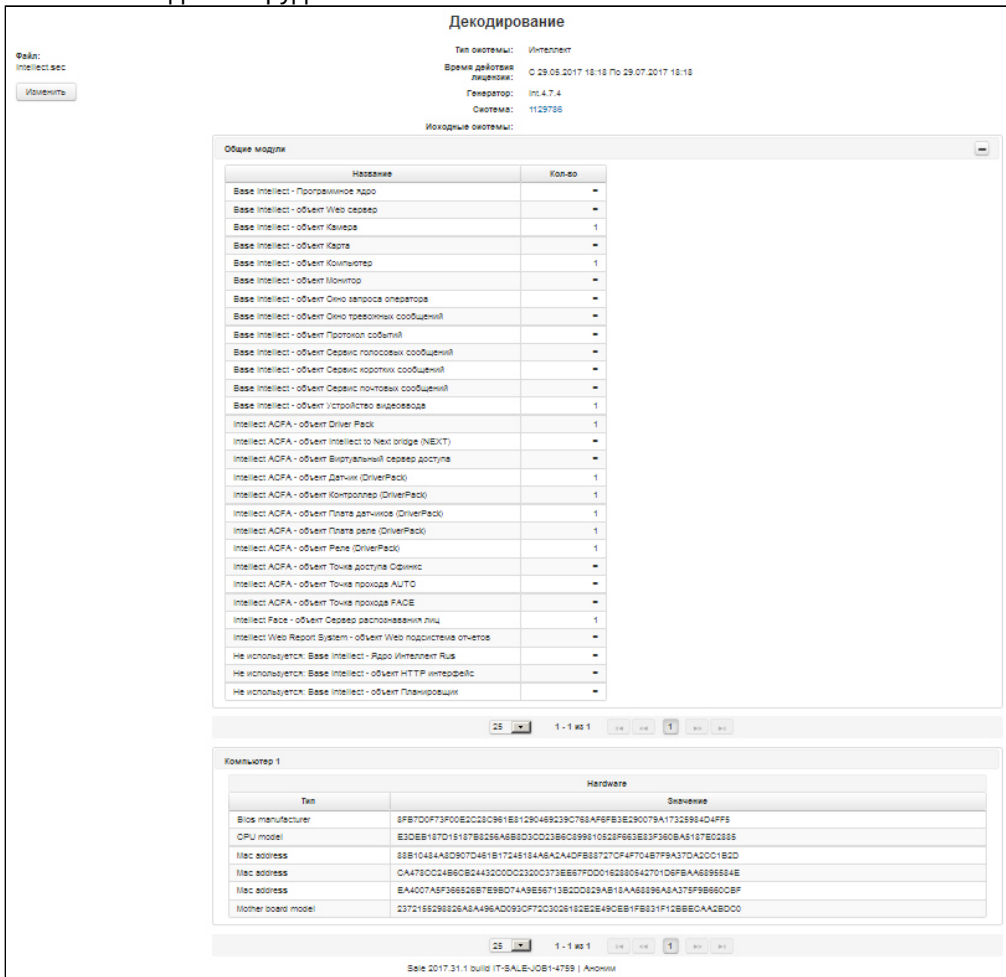 Декодирование
Файл:
Intellect.sec
Изменить
Тип системы: Интеллект
Время действия лицензии: С 29.05.2017 18:18 По 29.07.2017 18:18
Генератор: Int.4.7.4
Система: 1129786
Исходные системы:
Общие модули
Название Кол-во
Base Intellect - Програмное ядро -
Base Intellect - объект Web сервер -
Base Intellect - объект Камера 1
Base Intellect - объект Карта -
Base Intellect - объект Компьютер 1
Base Intellect - объект Монитор -
Base Intellect - объект Окно запроса оператора -
Base Intellect - объект Окно тревожных сообщений -
Base Intellect - объект Протокол событий -
Base Intellect - объект Сервис голосовых сообщений -
Base Intellect - объект Сервис коротких сообщений -
Base Intellect - объект Сервис почтовых сообщений -
Base Intellect - объект Устройство видеоввода 1
Intellect ACFA - объект Driver Pack 1
Intellect ACFA - объект Intellect to Next bridge (NEXT) -
Intellect ACFA - объект Виртуальный сервер доступа -
Intellect ACFA - объект Датчик (DriverPack) 1
Intellect ACFA - объект Контроллер (DriverPack) 1
Intellect ACFA - объект Плата датчиков (DriverPack) 1
Intellect ACFA - объект Плата реле (DriverPack) 1
Intellect ACFA - объект Реле (DriverPack) 1
Intellect ACFA - объект Точка доступа Сфинкс -
Intellect ACFA - объект Точка прохода AUTO -
Intellect ACFA - объект Точка прохода FACE -
Intellect Face - объект Сервер распознавания лиц 1
Intellect Web Report System - объект Web подсистема отчетов -
Не используется: Base Intellect - Ядро Интеллект Rus -
Не используется: Base Intellect - объект HTTP интерфейс -
Не используется: Base Intellect - объект Планировщик -
25 1 - 1 из 1 1
Компьютер 1
Hardware
Тип Значение
Bios manufacturer
CPU model
Mac address
Mac address
Mac address
Mother board model
25 1 - 1 из 1 1
Sale 2017.31.1 build IT-SALE-JOB1-4759 | Аноним